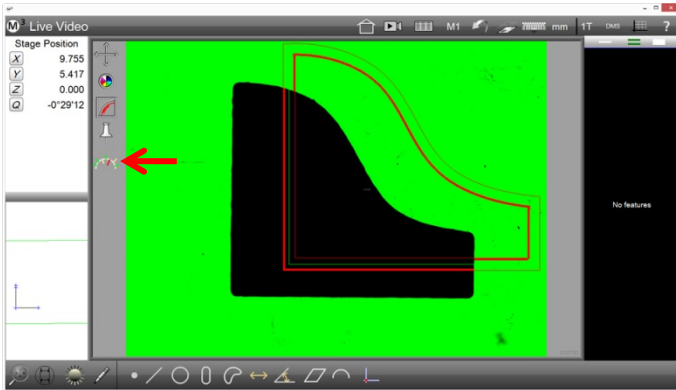 M³ Live Video
M1
mm
1T
DMS
?
Stage Position
X 9.755
Y 5.417
Z 0.000
Q -0°29'12
No features